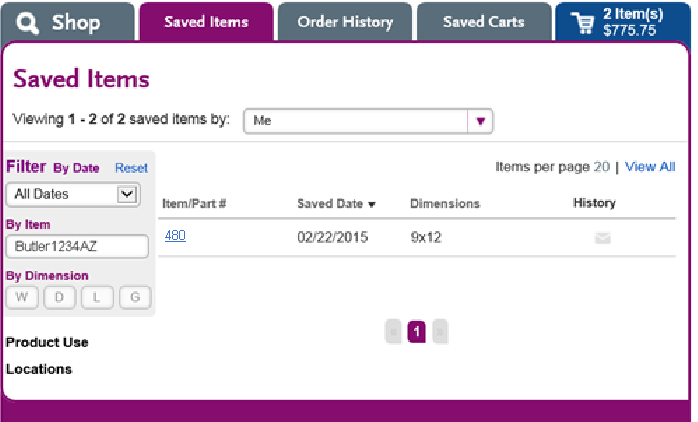 Shop
Saved Items
Order History
Saved Carts
2 Item(s)
$775.75
Saved Items
Viewing 1 - 2 of 2 saved items by: Me
Filter By Date Reset
All Dates
By Item
Butler1234AZ
By Dimension
W D L G
Product Use
Locations
Items per page 20 | View All
Item/Part # Saved Date Dimensions History
480 02/22/2015 9x12
« 1 »